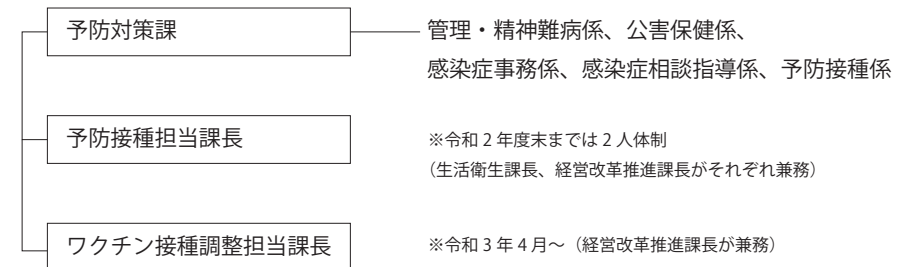 予防対策課
管理・精神難病係、公害保健係、
感染症事務係、感染症相談指導係、予防接種係
予防接種担当課長
※令和2年度末までは2人体制
（生活衛生課長、経営改革推進課長がそれぞれ兼務）
ワクチン接種調整担当課長
※令和3年4月～（経営改革推進課長が兼務）